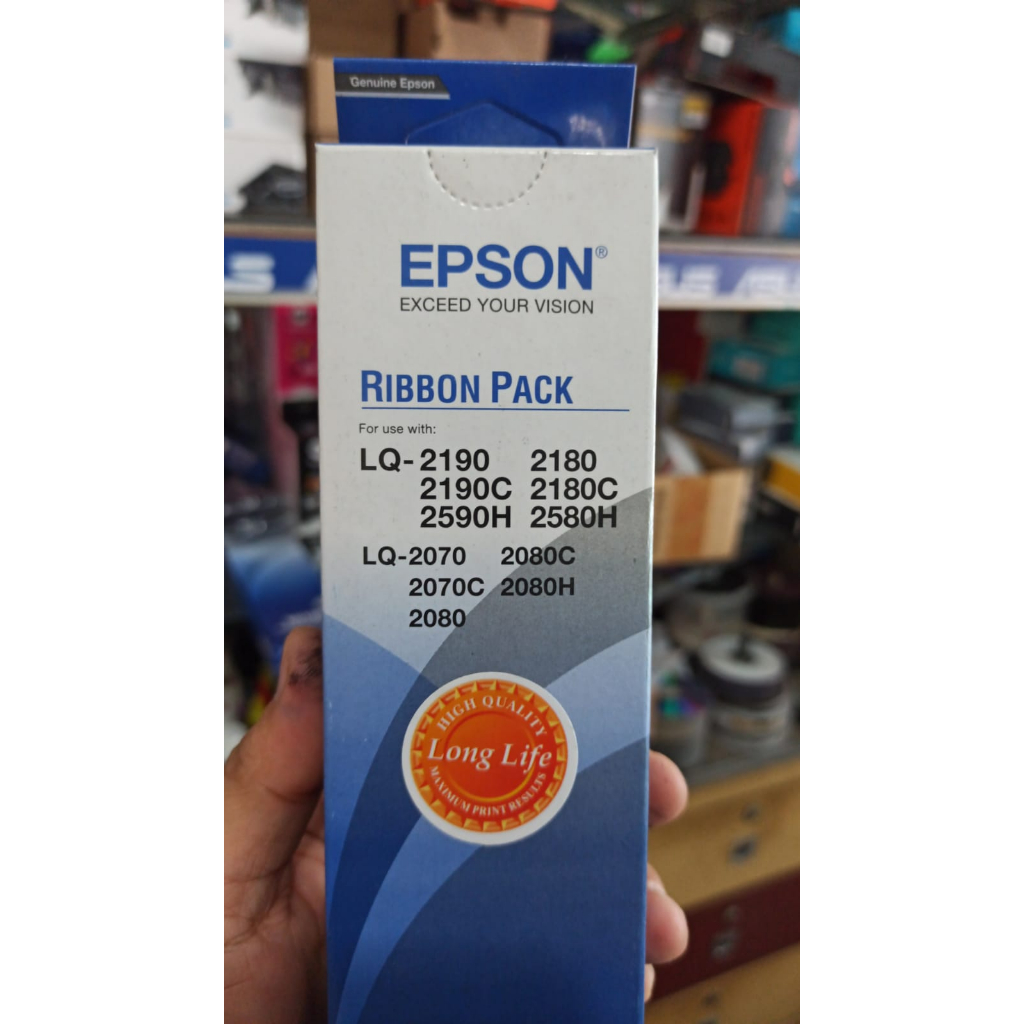 Genuine Epson
EPSON®
EXCEED YOUR VISION
RIBBON PACK
For use with:
LQ-2190 2180
2190C 2180C
2590H 2580H
LQ-2070 2080C
2070C 2080H
2080
HIGH QUALITY
Long Life
MAXIMUM PRINT RESULTS
ASUS